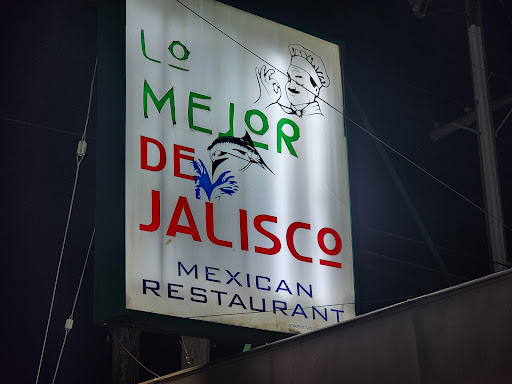 LO
MEJOR
DE
JALISCO
MEXICAN
RESTAURANT